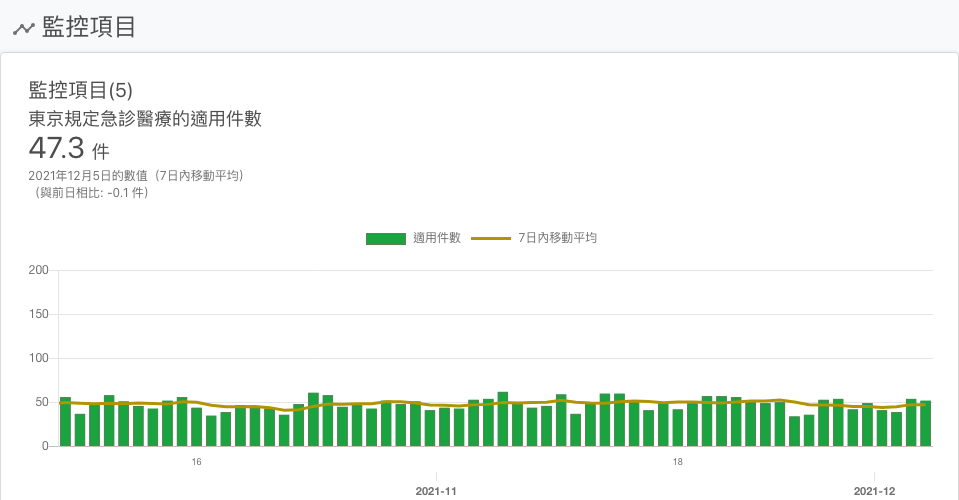 監控項目
監控項目(5)
東京規定急診醫療的適用件數
47.3 件
2021年12月5日的數值（7日內移動平均）
（與前日相比: -0.1 件）
適用件數 7日內移動平均
200
150
100
50
0
16 18
2021-11 2021-12